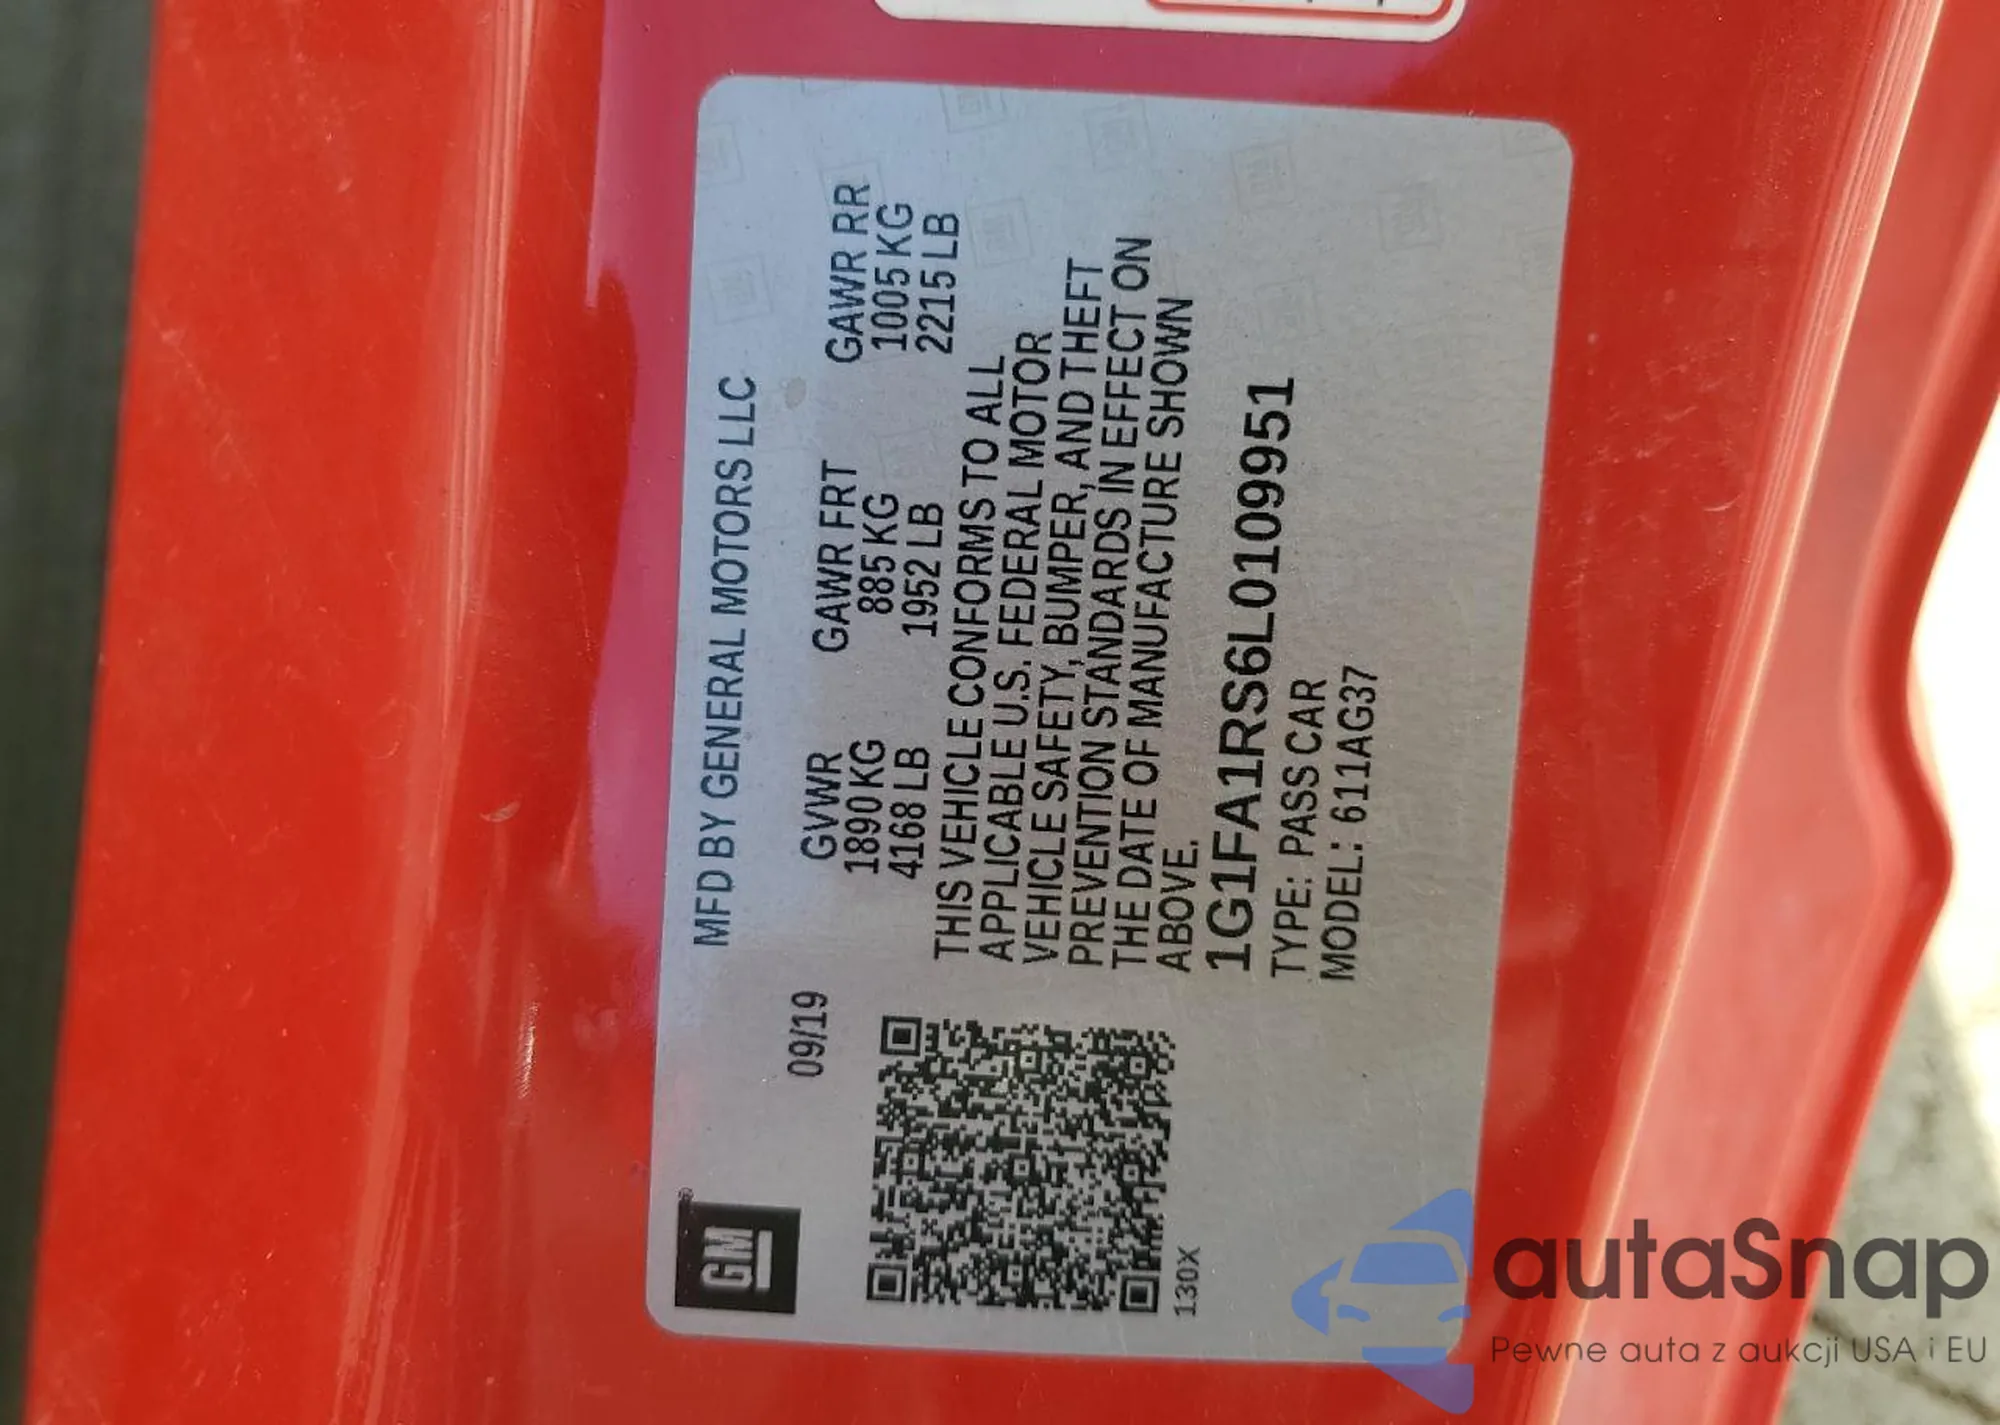 MFD BY GENERAL MOTORS LLC
09/19
GVWR GAWR FRT GAWR RR
1890 KG 885 KG 1005 KG
4168 LB 1952 LB 2215 LB
THIS VEHICLE CONFORMS TO ALL
APPLICABLE U.S. FEDERAL MOTOR
VEHICLE SAFETY, BUMPER, AND THEFT
PREVENTION STANDARDS IN EFFECT ON
THE DATE OF MANUFACTURE SHOWN
ABOVE.
1G1FA1RS6L0109951
TYPE: PASS CAR
MODEL: 611AG37
GM®
130X
autaSnap
Pewne auta z aukcji USA i EU